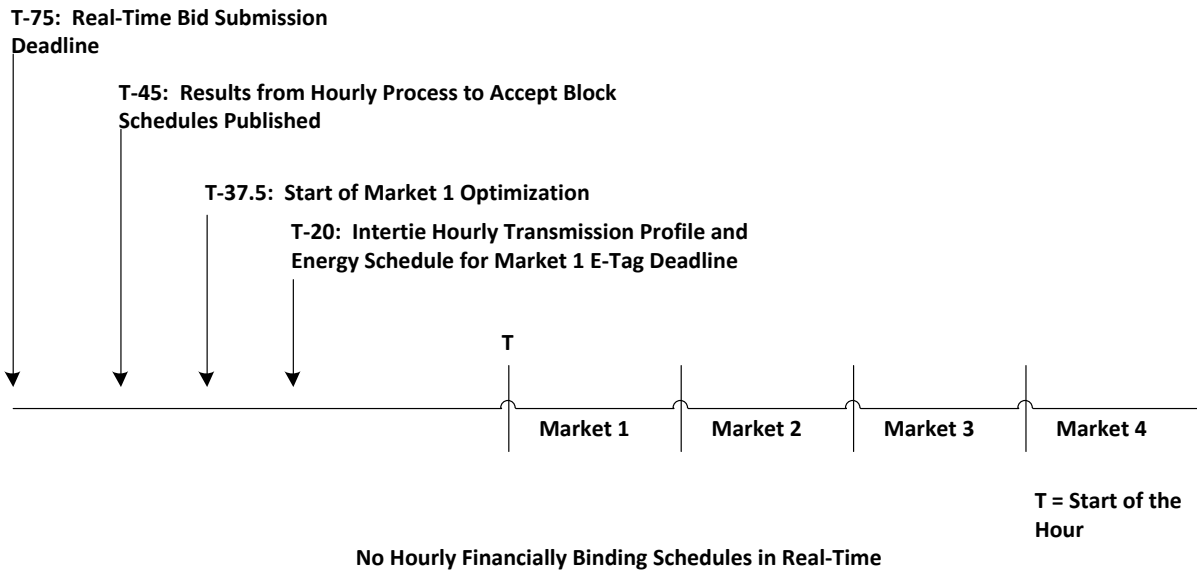 T-75:  Real-Time Bid Submission
Deadline
T-45:  Results from Hourly Process to Accept Block
Schedules Published
T-37.5:  Start of Market 1 Optimization
T-20:  Intertie Hourly Transmission Profile and
Energy Schedule for Market 1 E-Tag Deadline
T
Market 1
Market 2
Market 3
Market 4
T = Start of the
Hour
No Hourly Financially Binding Schedules in Real-Time